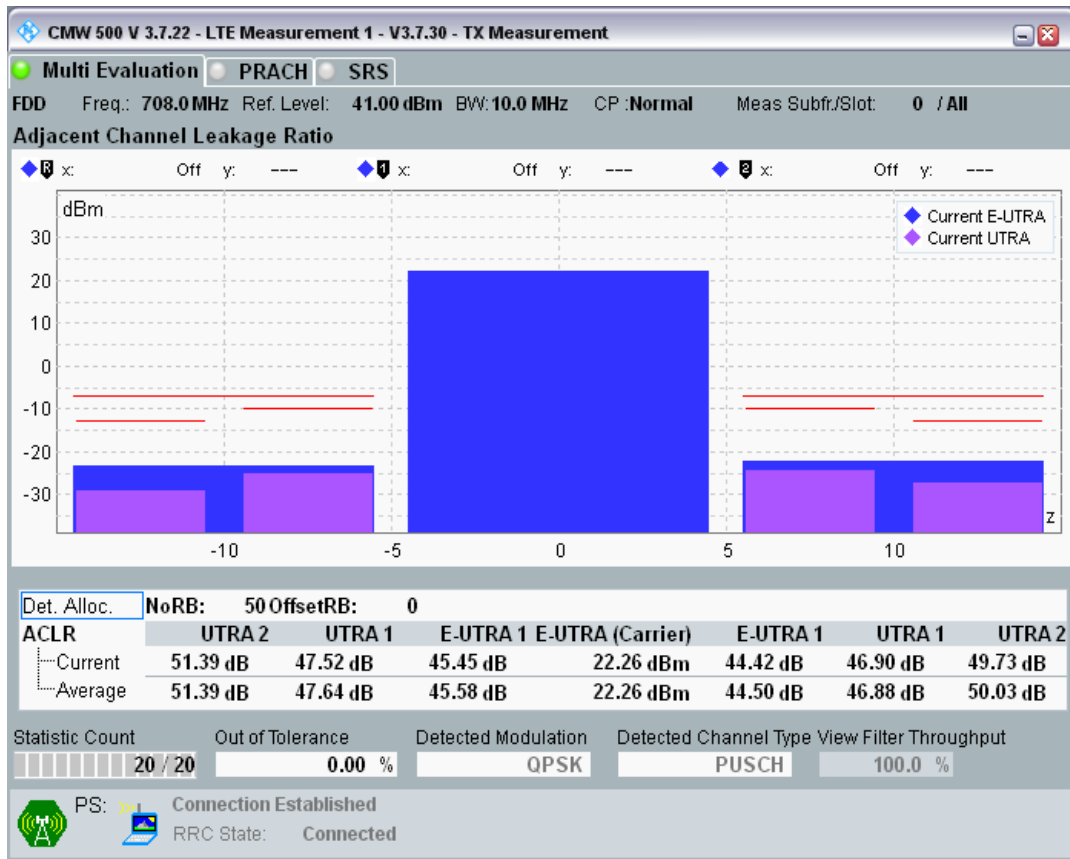 CMW 500 V 3.7.22 - LTE Measurement 1 - V3.7.30 - TX Measurement
Multi Evaluation PRACH SRS
FDD Freq.: 708.0 MHz Ref. Level: 41.00 dBm BW: 10.0 MHz CP :Normal Meas Subfr./Slot: 0 / All
Adjacent Channel Leakage Ratio
R x: Off y: --- 1 x: Off y: --- 2 x: Off y: ---
dBm
Current E-UTRA
Current UTRA
30
20
10
0
-10
-20
-30
z
-10 -5 0 5 10
Det. Alloc. NoRB: 50 OffsetRB: 0
ACLR UTRA 2 UTRA 1 E-UTRA 1 E-UTRA (Carrier) E-UTRA 1 UTRA 1 UTRA 2
Current 51.39 dB 47.52 dB 45.45 dB 22.26 dBm 44.42 dB 46.90 dB 49.73 dB
Average 51.39 dB 47.64 dB 45.58 dB 22.26 dBm 44.50 dB 46.88 dB 50.03 dB
Statistic Count Out of Tolerance Detected Modulation Detected Channel Type View Filter Throughput
20 / 20 0.00 % QPSK PUSCH 100.0 %
PS: Connection Established
RRC State: Connected